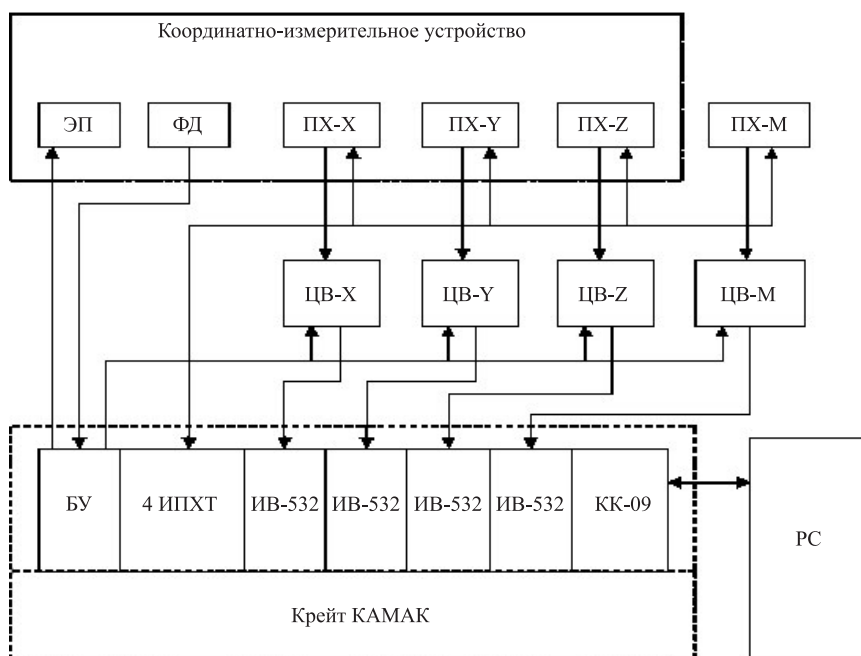 Координатно-измерительное устройство
ЭП
ФД
ПХ-X
ПХ-Y
ПХ-Z
ПХ-М
ЦВ-X
ЦВ-Y
ЦВ-Z
ЦВ-М
БУ
4 ИПХТ
ИВ-532
ИВ-532
ИВ-532
ИВ-532
КК-09
PC
Крейт КАМАК